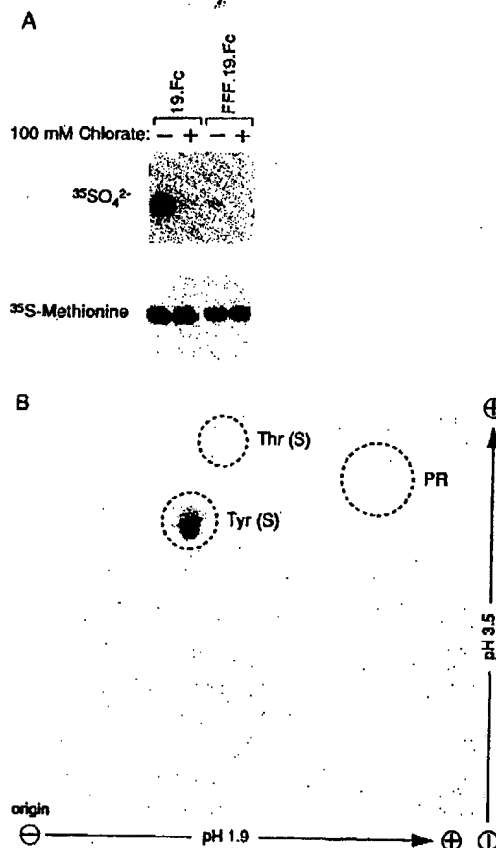 A
19.Fc
FFF.19.Fc
100 mM Chlorate: − + − +
³⁵SO₄²⁻
³⁵S-Methionine
B
⊕
Thr (S)
PR
Tyr (S)
pH 3.5
origin
⊖ pH 1.9 ⊕ ⊖